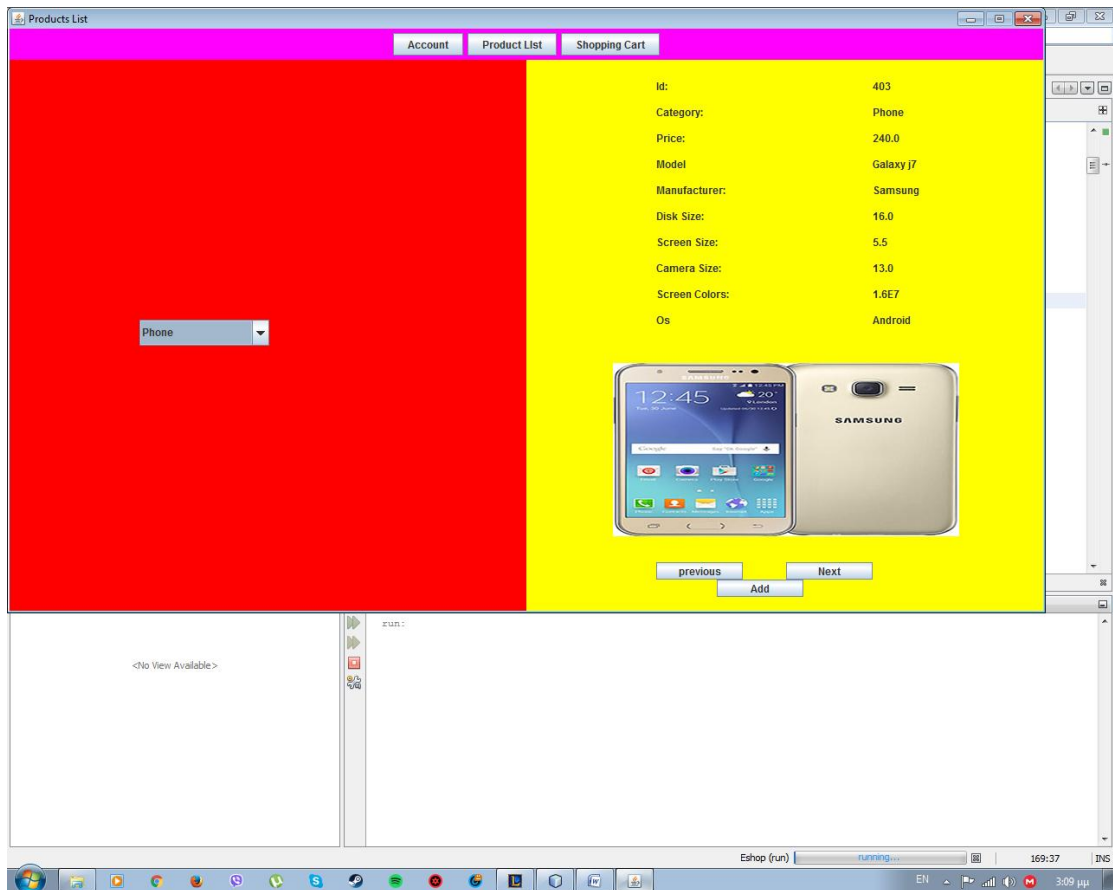 Products List
Account Product List Shopping Cart
Id: 403
Category: Phone
Price: 240.0
Model Galaxy j7
Manufacturer: Samsung
Disk Size: 16.0
Screen Size: 5.5
Camera Size: 13.0
Screen Colors: 1.6E7
Os Android
Phone
SAMSUNG
12:45
20°
London
Google
SAMSUNG
previous Next
Add
run:
<No View Available>
Eshop (run) running... 169:37 INS
EN 3:09 μμ